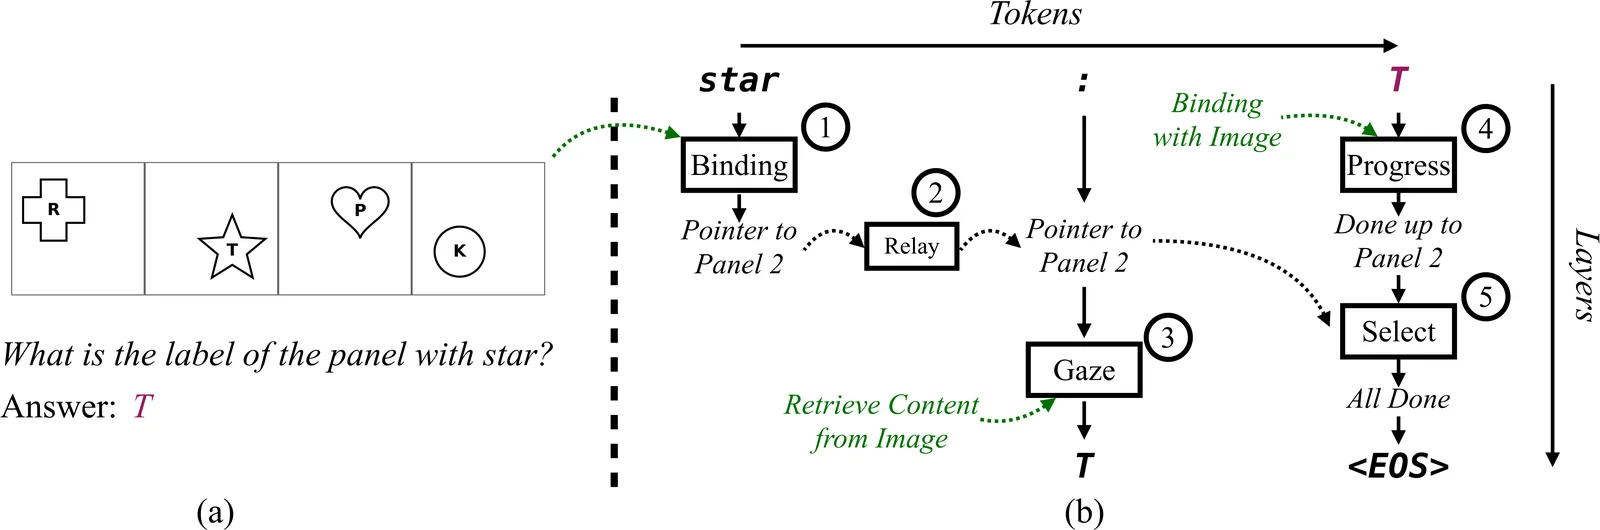 R
T
P
K
What is the label of the panel with star?
Answer: T
(a)
Tokens
star
:
T
Binding
with Image
1
Binding
2
Relay
4
Progress
Pointer to
Panel 2
Pointer to
Panel 2
Done up to
Panel 2
3
Gaze
5
Select
Retrieve Content
from Image
All Done
T
<EOS>
Layers
(b)